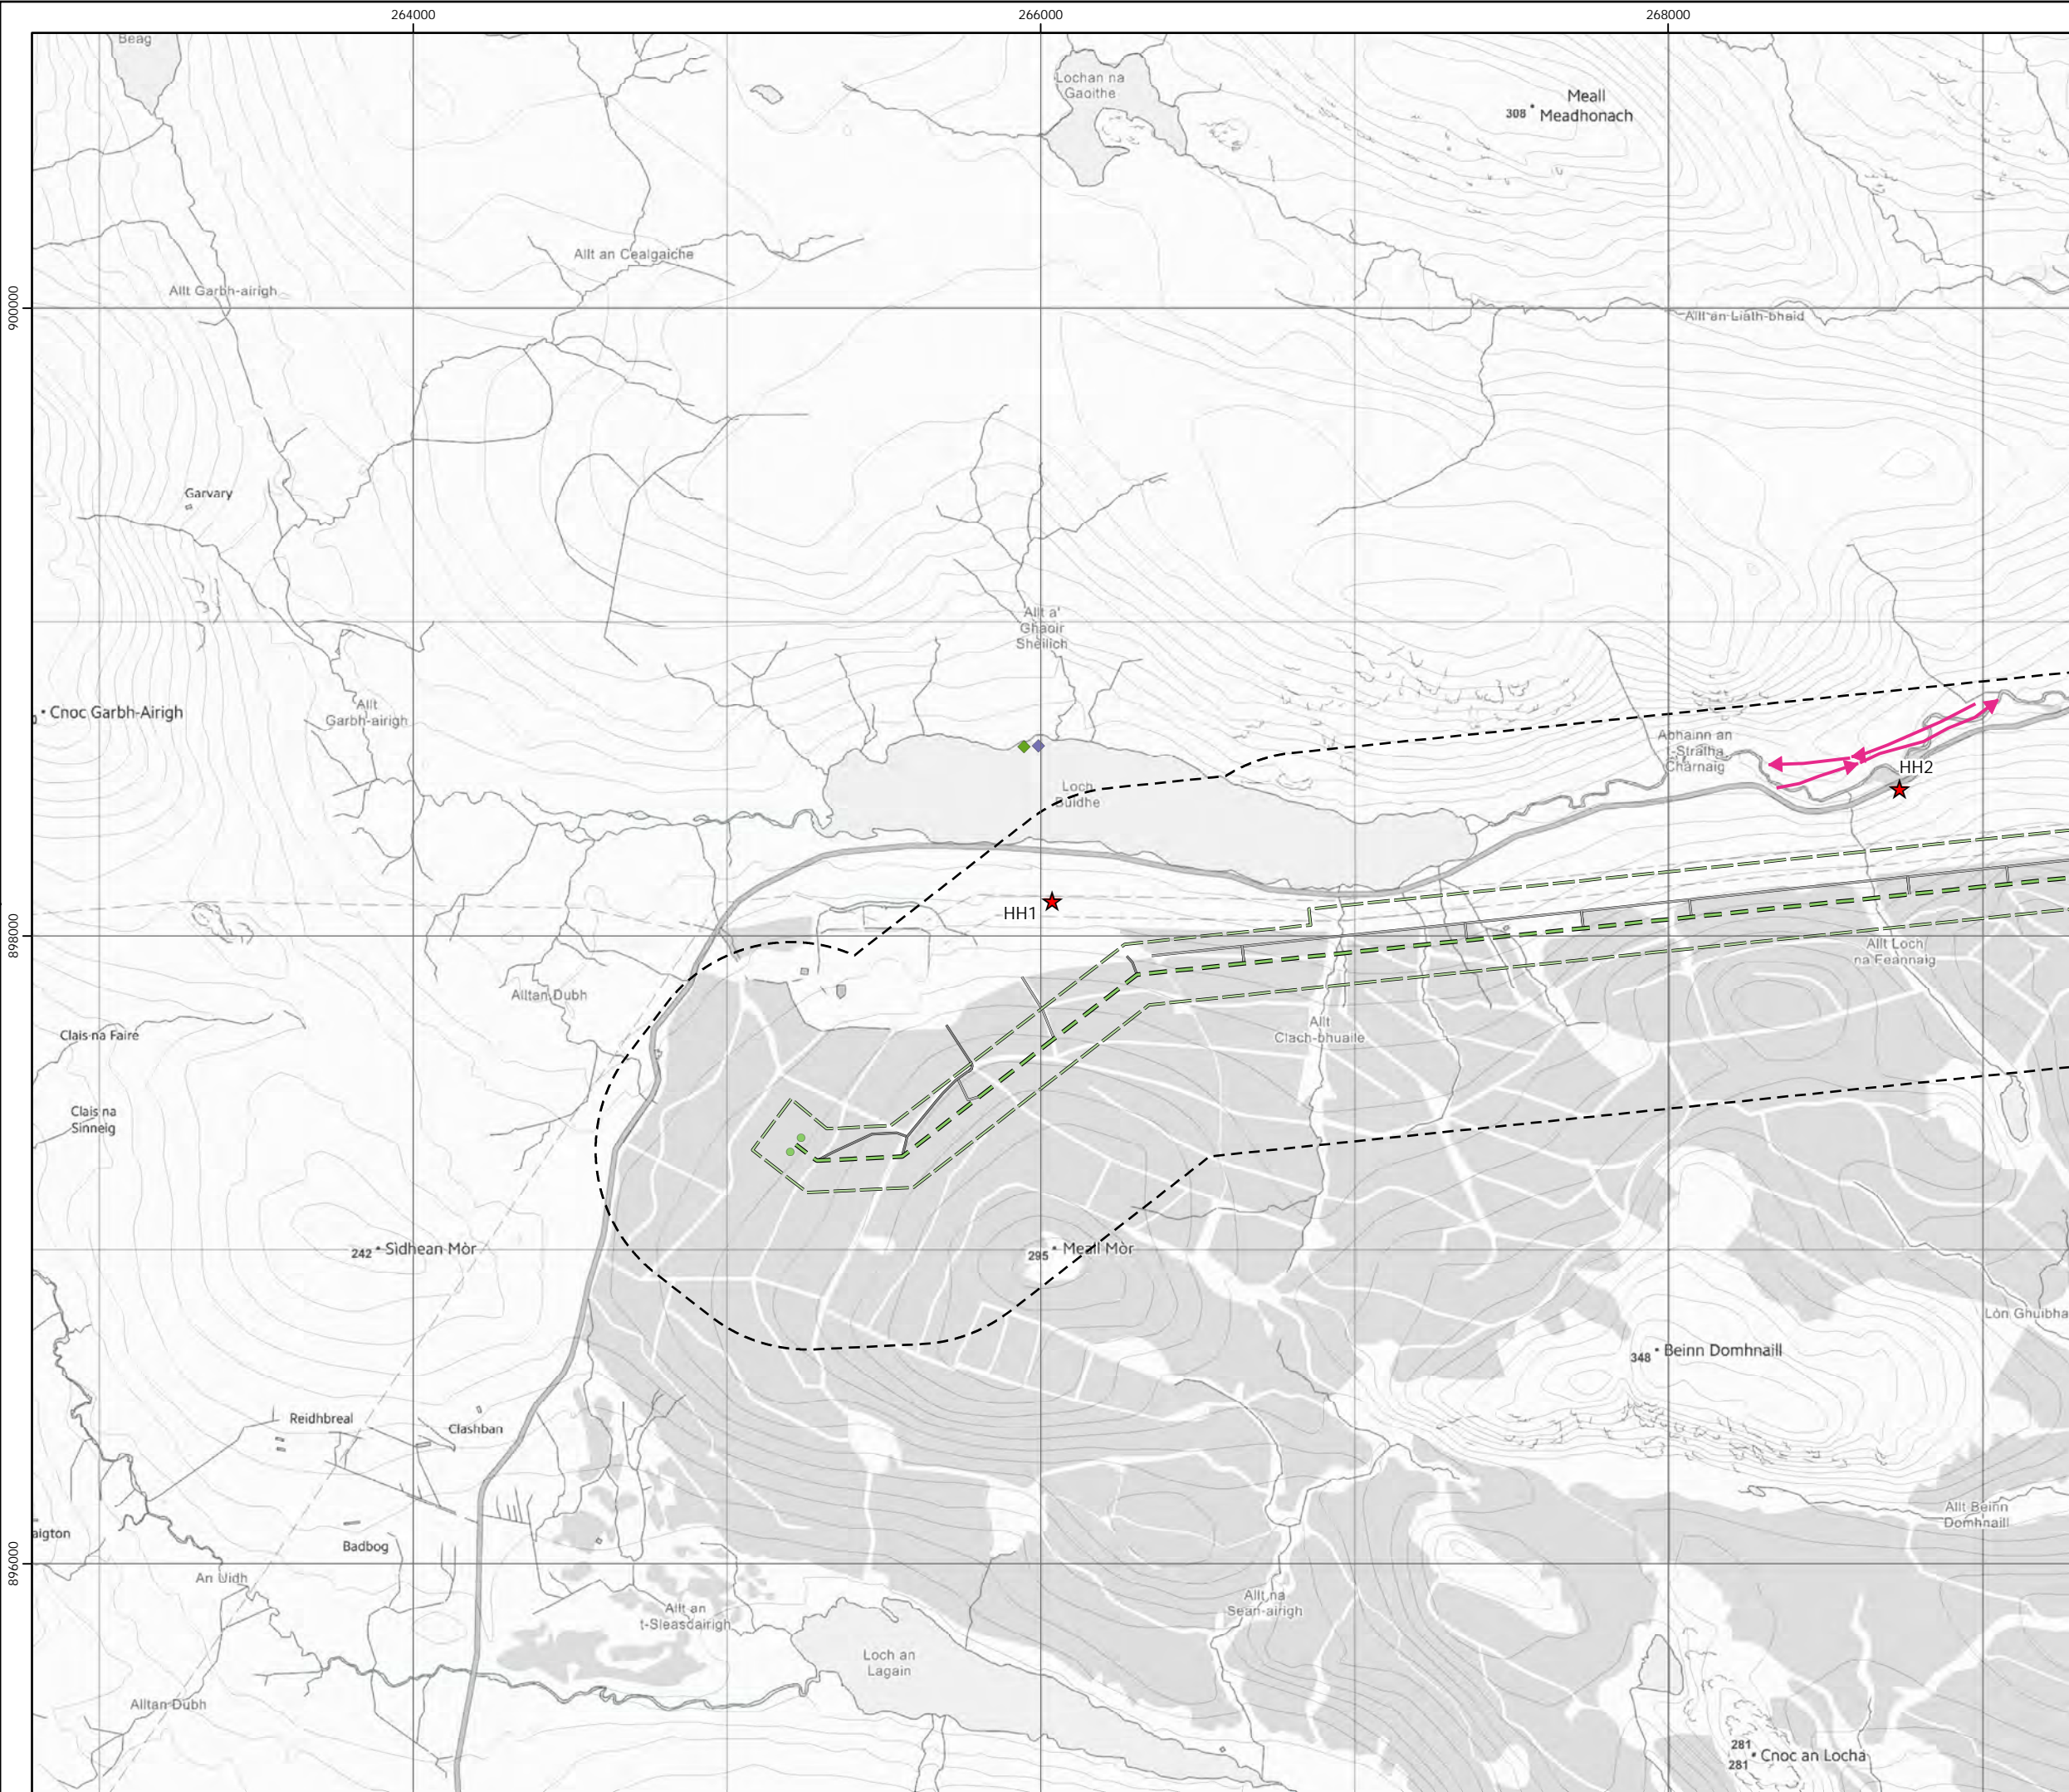 264000
266000
268000
Beag
Lochan na
Gaoithe
Meall
308 Meadhonach
Allt an Cealgaiche
Allt Garbh-airigh
900000
Allt an Liath-bhaid
Garvary
Allt a'
Ghaoir
Sheilich
Cnoc Garbh-Airigh
Allt
Garbh-airigh
Abhainn an
t-Sratha
Charnaig
HH2
Loch
Buidhe
HH1
898000
Allt Loch
na Feannaig
Alltan Dubh
Allt
Clach-bhuaile
Clais na Faire
Clais na
Sinneig
242 Sìdhean Mòr
295 Meall Mòr
Lòn Ghuibha
348 Beinn Domhnaill
Reidhbreal
Clashban
Allt Beinn
Domhnaill
aigton
Badbog
896000
An Uidh
Allt an
t-Sleasdairigh
Allt na
Sean-airigh
Loch an
Lagain
Alltan Dubh
281
Cnoc an Locha
281